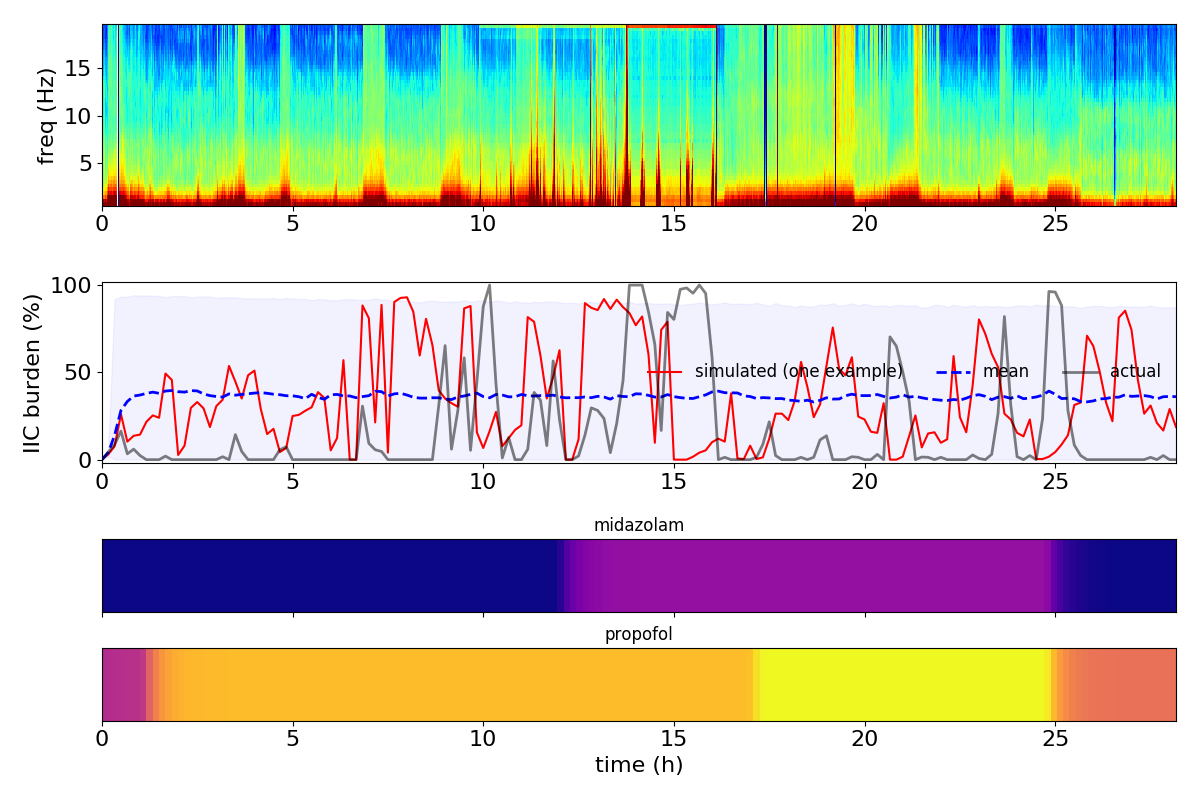 freq (Hz)
15
10
5
0 5 10 15 20 25
IIC burden (%)
100
50
0
simulated (one example) mean actual
0 5 10 15 20 25
midazolam
propofol
0 5 10 15 20 25
time (h)